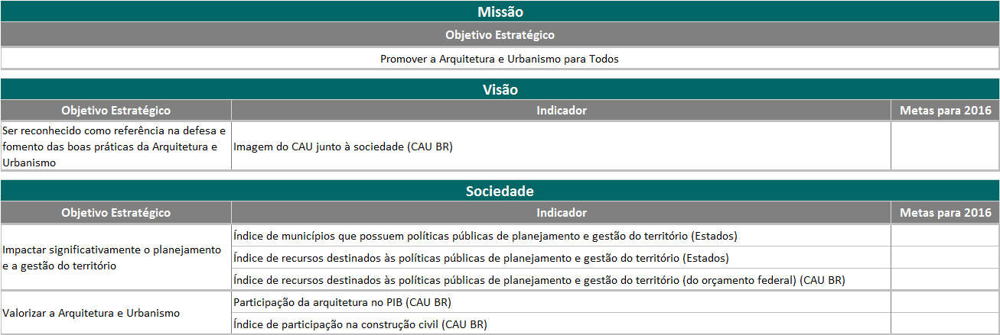 Missão
Objetivo Estratégico
Promover a Arquitetura e Urbanismo para Todos
Visão
Objetivo Estratégico Indicador Metas para 2016
Ser reconhecido como referência na defesa e
fomento das boas práticas da Arquitetura e
Urbanismo
Imagem do CAU junto à sociedade (CAU BR)
Sociedade
Objetivo Estratégico Indicador Metas para 2016
Impactar significativamente o planejamento
e a gestão do território
Índice de municípios que possuem políticas públicas de planejamento e gestão do território (Estados)
Índice de recursos destinados às políticas públicas de planejamento e gestão do território (Estados)
Índice de recursos destinados às políticas públicas de planejamento e gestão do território (do orçamento federal) (CAU BR)
Valorizar a Arquitetura e Urbanismo
Participação da arquitetura no PIB (CAU BR)
Índice de participação na construção civil (CAU BR)